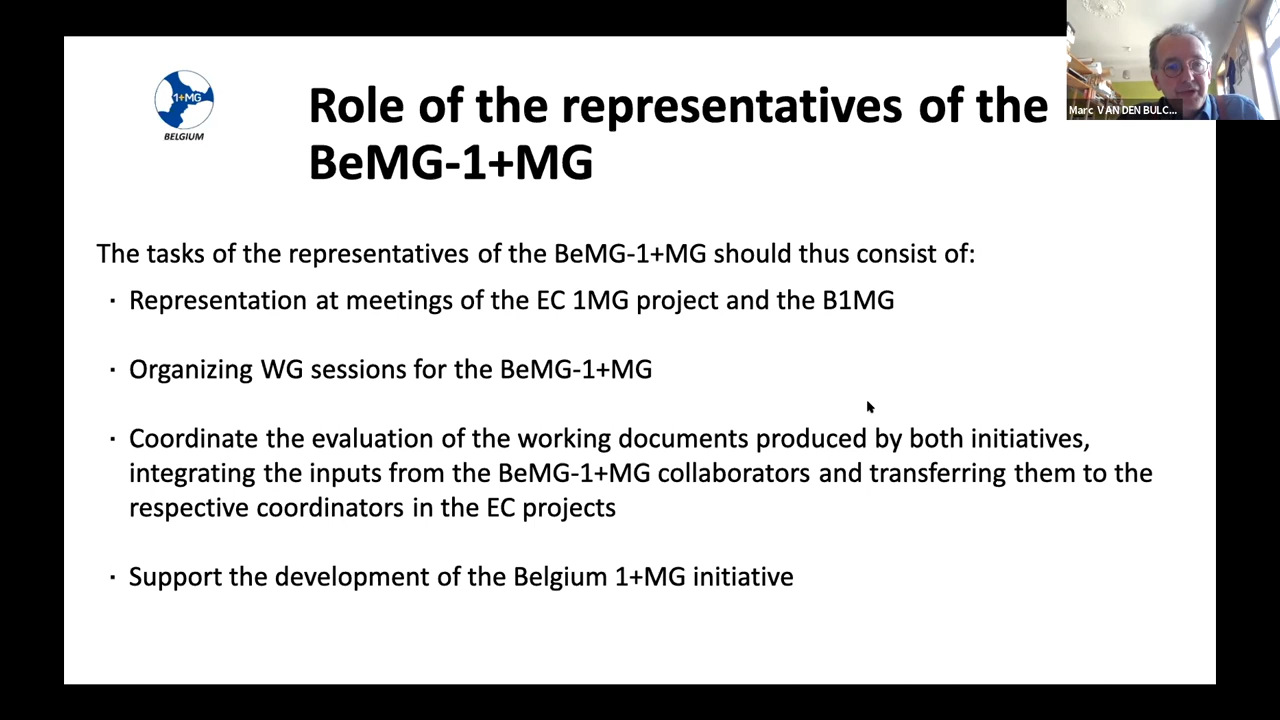 1+MG
BELGIUM
Role of the representatives of the
BeMG-1+MG
Marc VAN DEN BULC...
The tasks of the representatives of the BeMG-1+MG should thus consist of:
· Representation at meetings of the EC 1MG project and the B1MG
· Organizing WG sessions for the BeMG-1+MG
· Coordinate the evaluation of the working documents produced by both initiatives,
integrating the inputs from the BeMG-1+MG collaborators and transferring them to the
respective coordinators in the EC projects
· Support the development of the Belgium 1+MG initiative